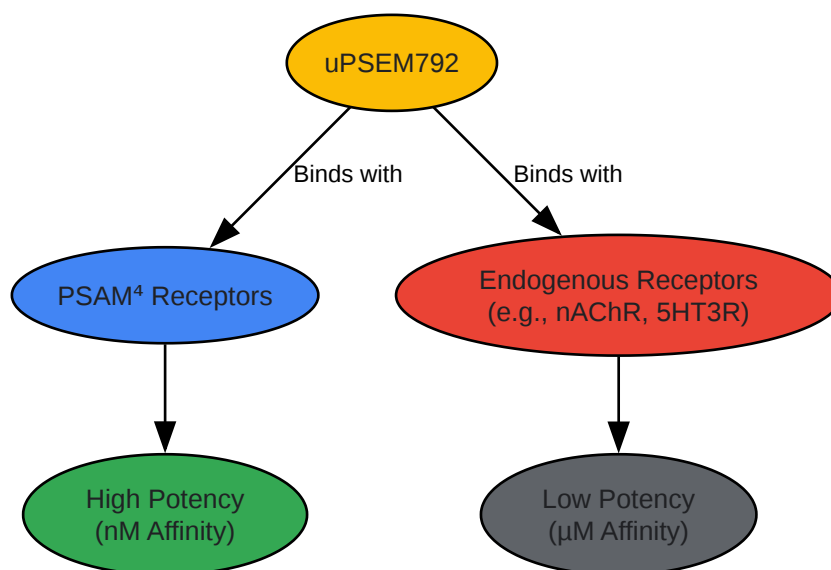 uPSEM792
Binds with
Binds with
PSAM⁴ Receptors
Endogenous Receptors
(e.g., nAChR, 5HT3R)
High Potency
(nM Affinity)
Low Potency
(µM Affinity)